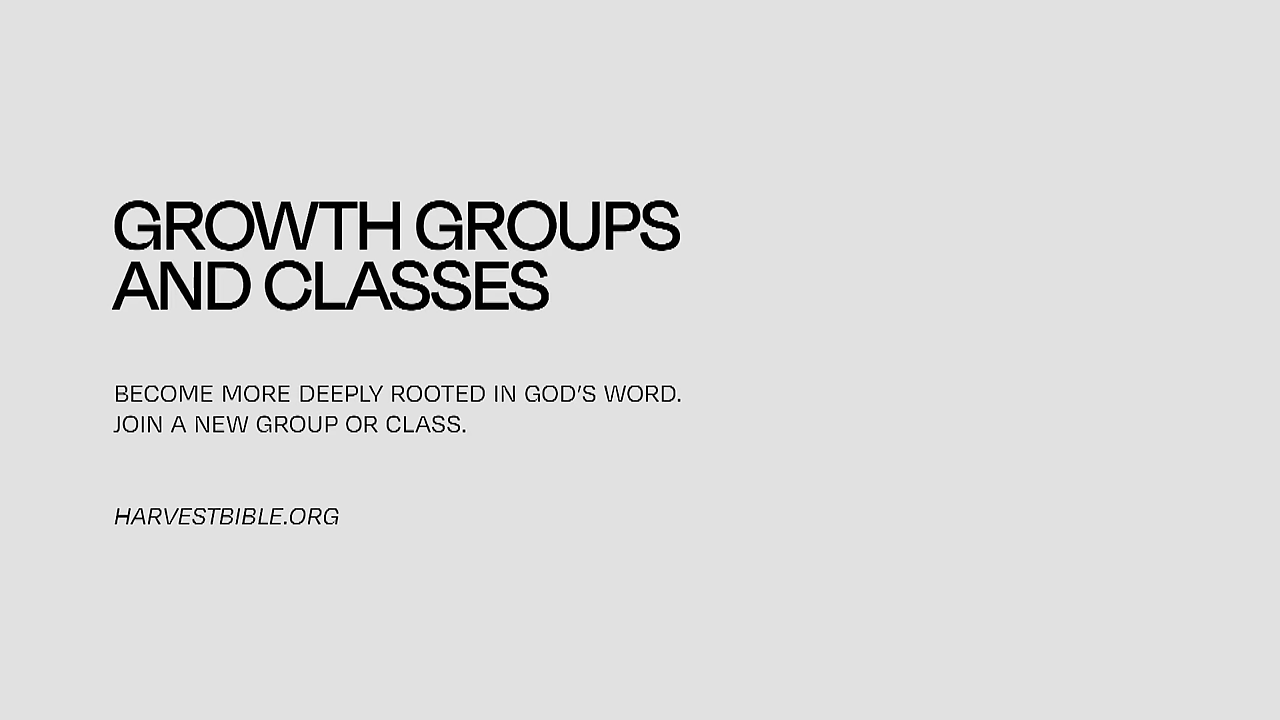 GROWTH GROUPS
AND CLASSES
BECOME MORE DEEPLY ROOTED IN GOD’S WORD.
JOIN A NEW GROUP OR CLASS.
HARVESTBIBLE.ORG